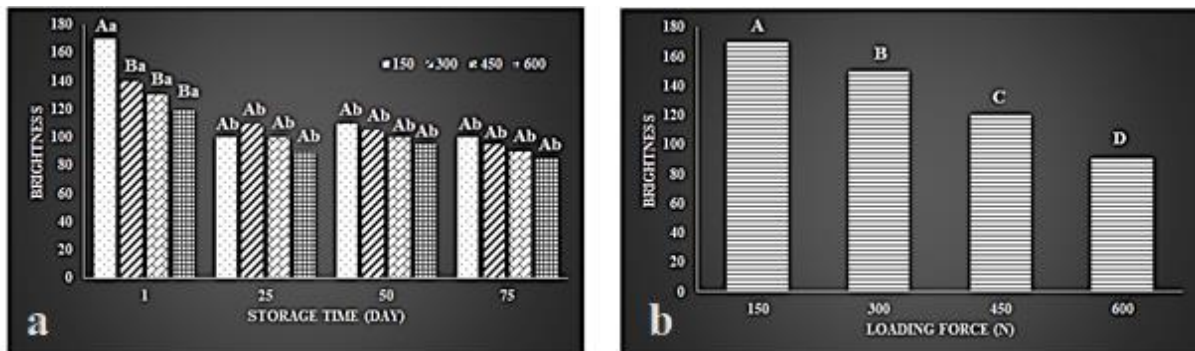 180
160
140
120
100
80
60
40
20
0
BRIGHTNESS
Aa
Ba
Ba
Ba
Ab
Ab
Ab
Ab
Ab
Ab
Ab
Ab
Ab
Ab
Ab
Ab
150 300 450 600
1 25 50 75
STORAGE TIME (DAY)
a
180
160
140
120
100
80
60
40
20
0
BRIGHTNESS
A
B
C
D
150 300 450 600
LOADING FORCE (N)
b